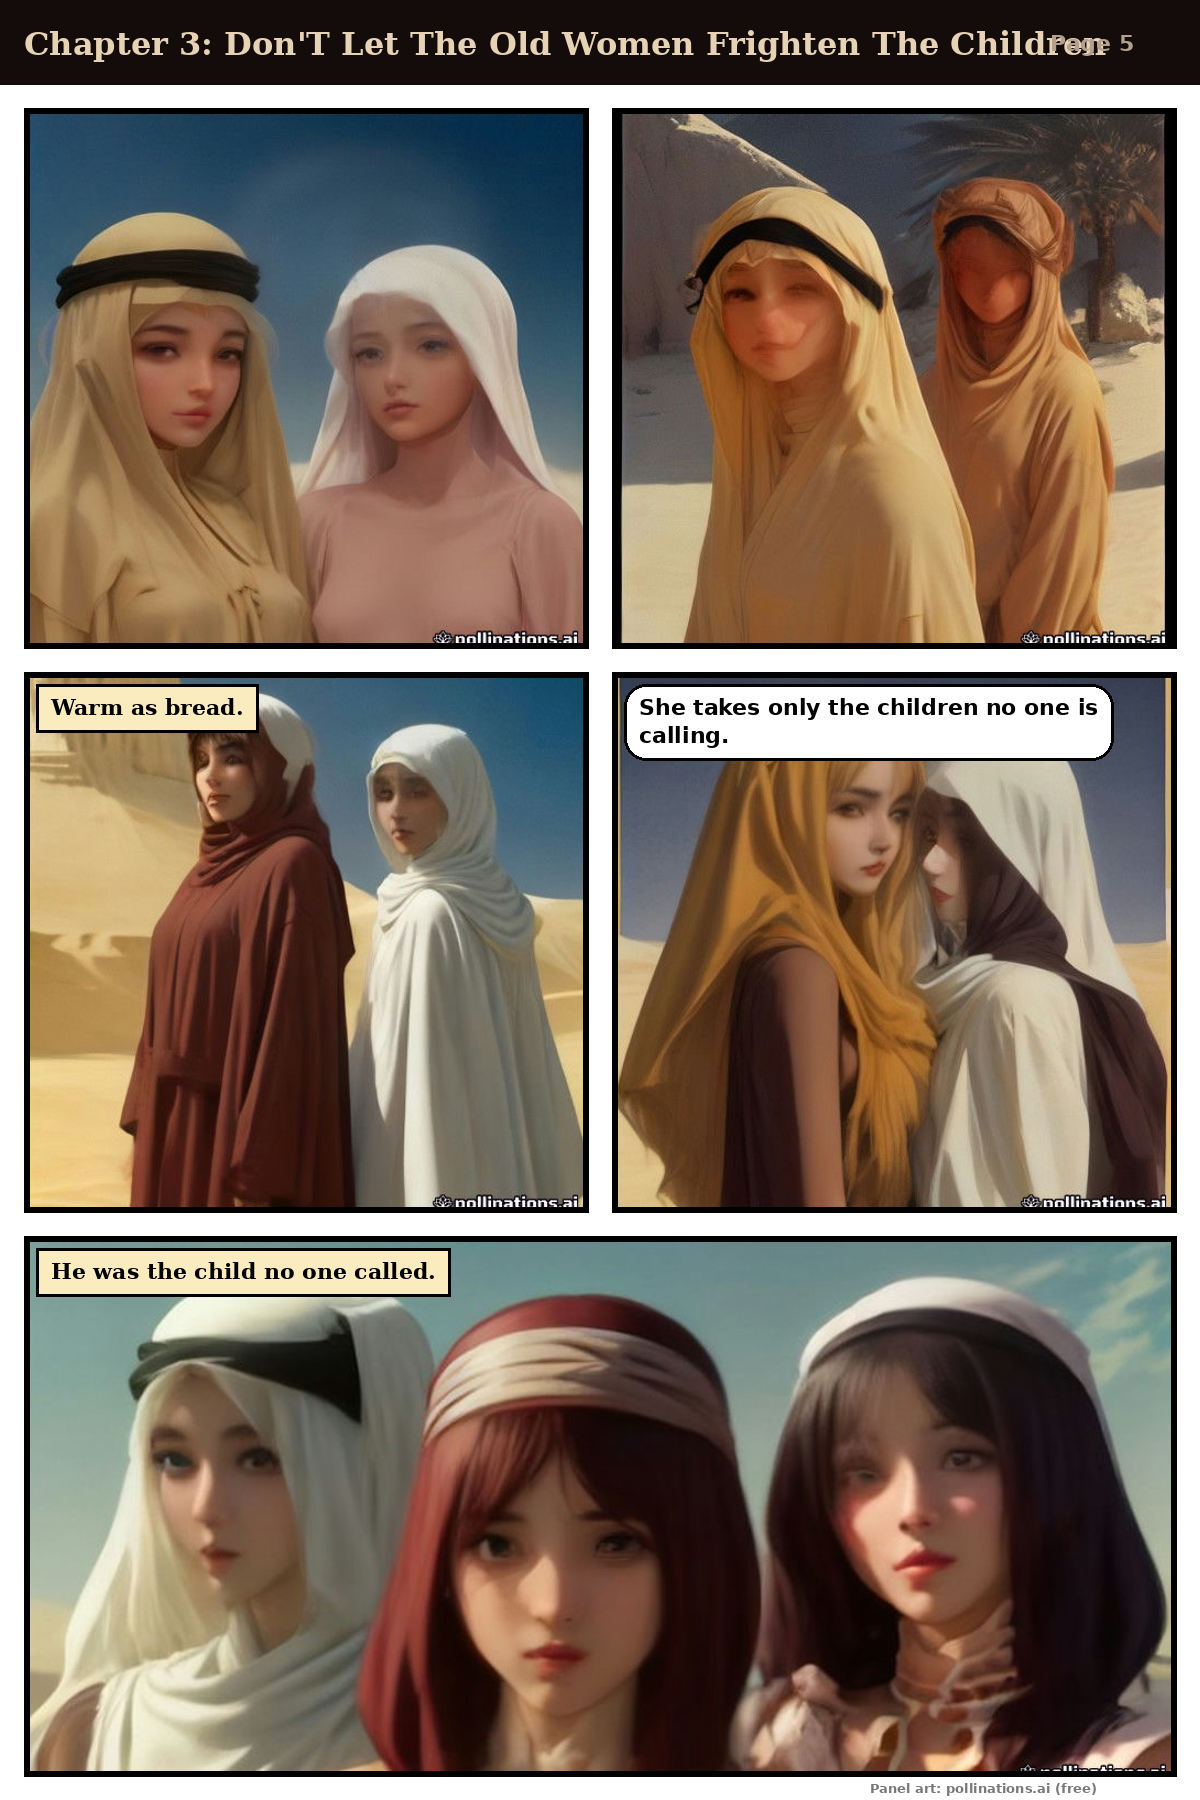 Chapter 3: Don'T Let The Old Women Frighten The Children
Page 5
pollinations.ai
pollinations.ai
Warm as bread.
She takes only the children no one is
calling.
pollinations.ai
pollinations.ai
He was the child no one called.
pollinations.ai
Panel art: pollinations.ai (free)